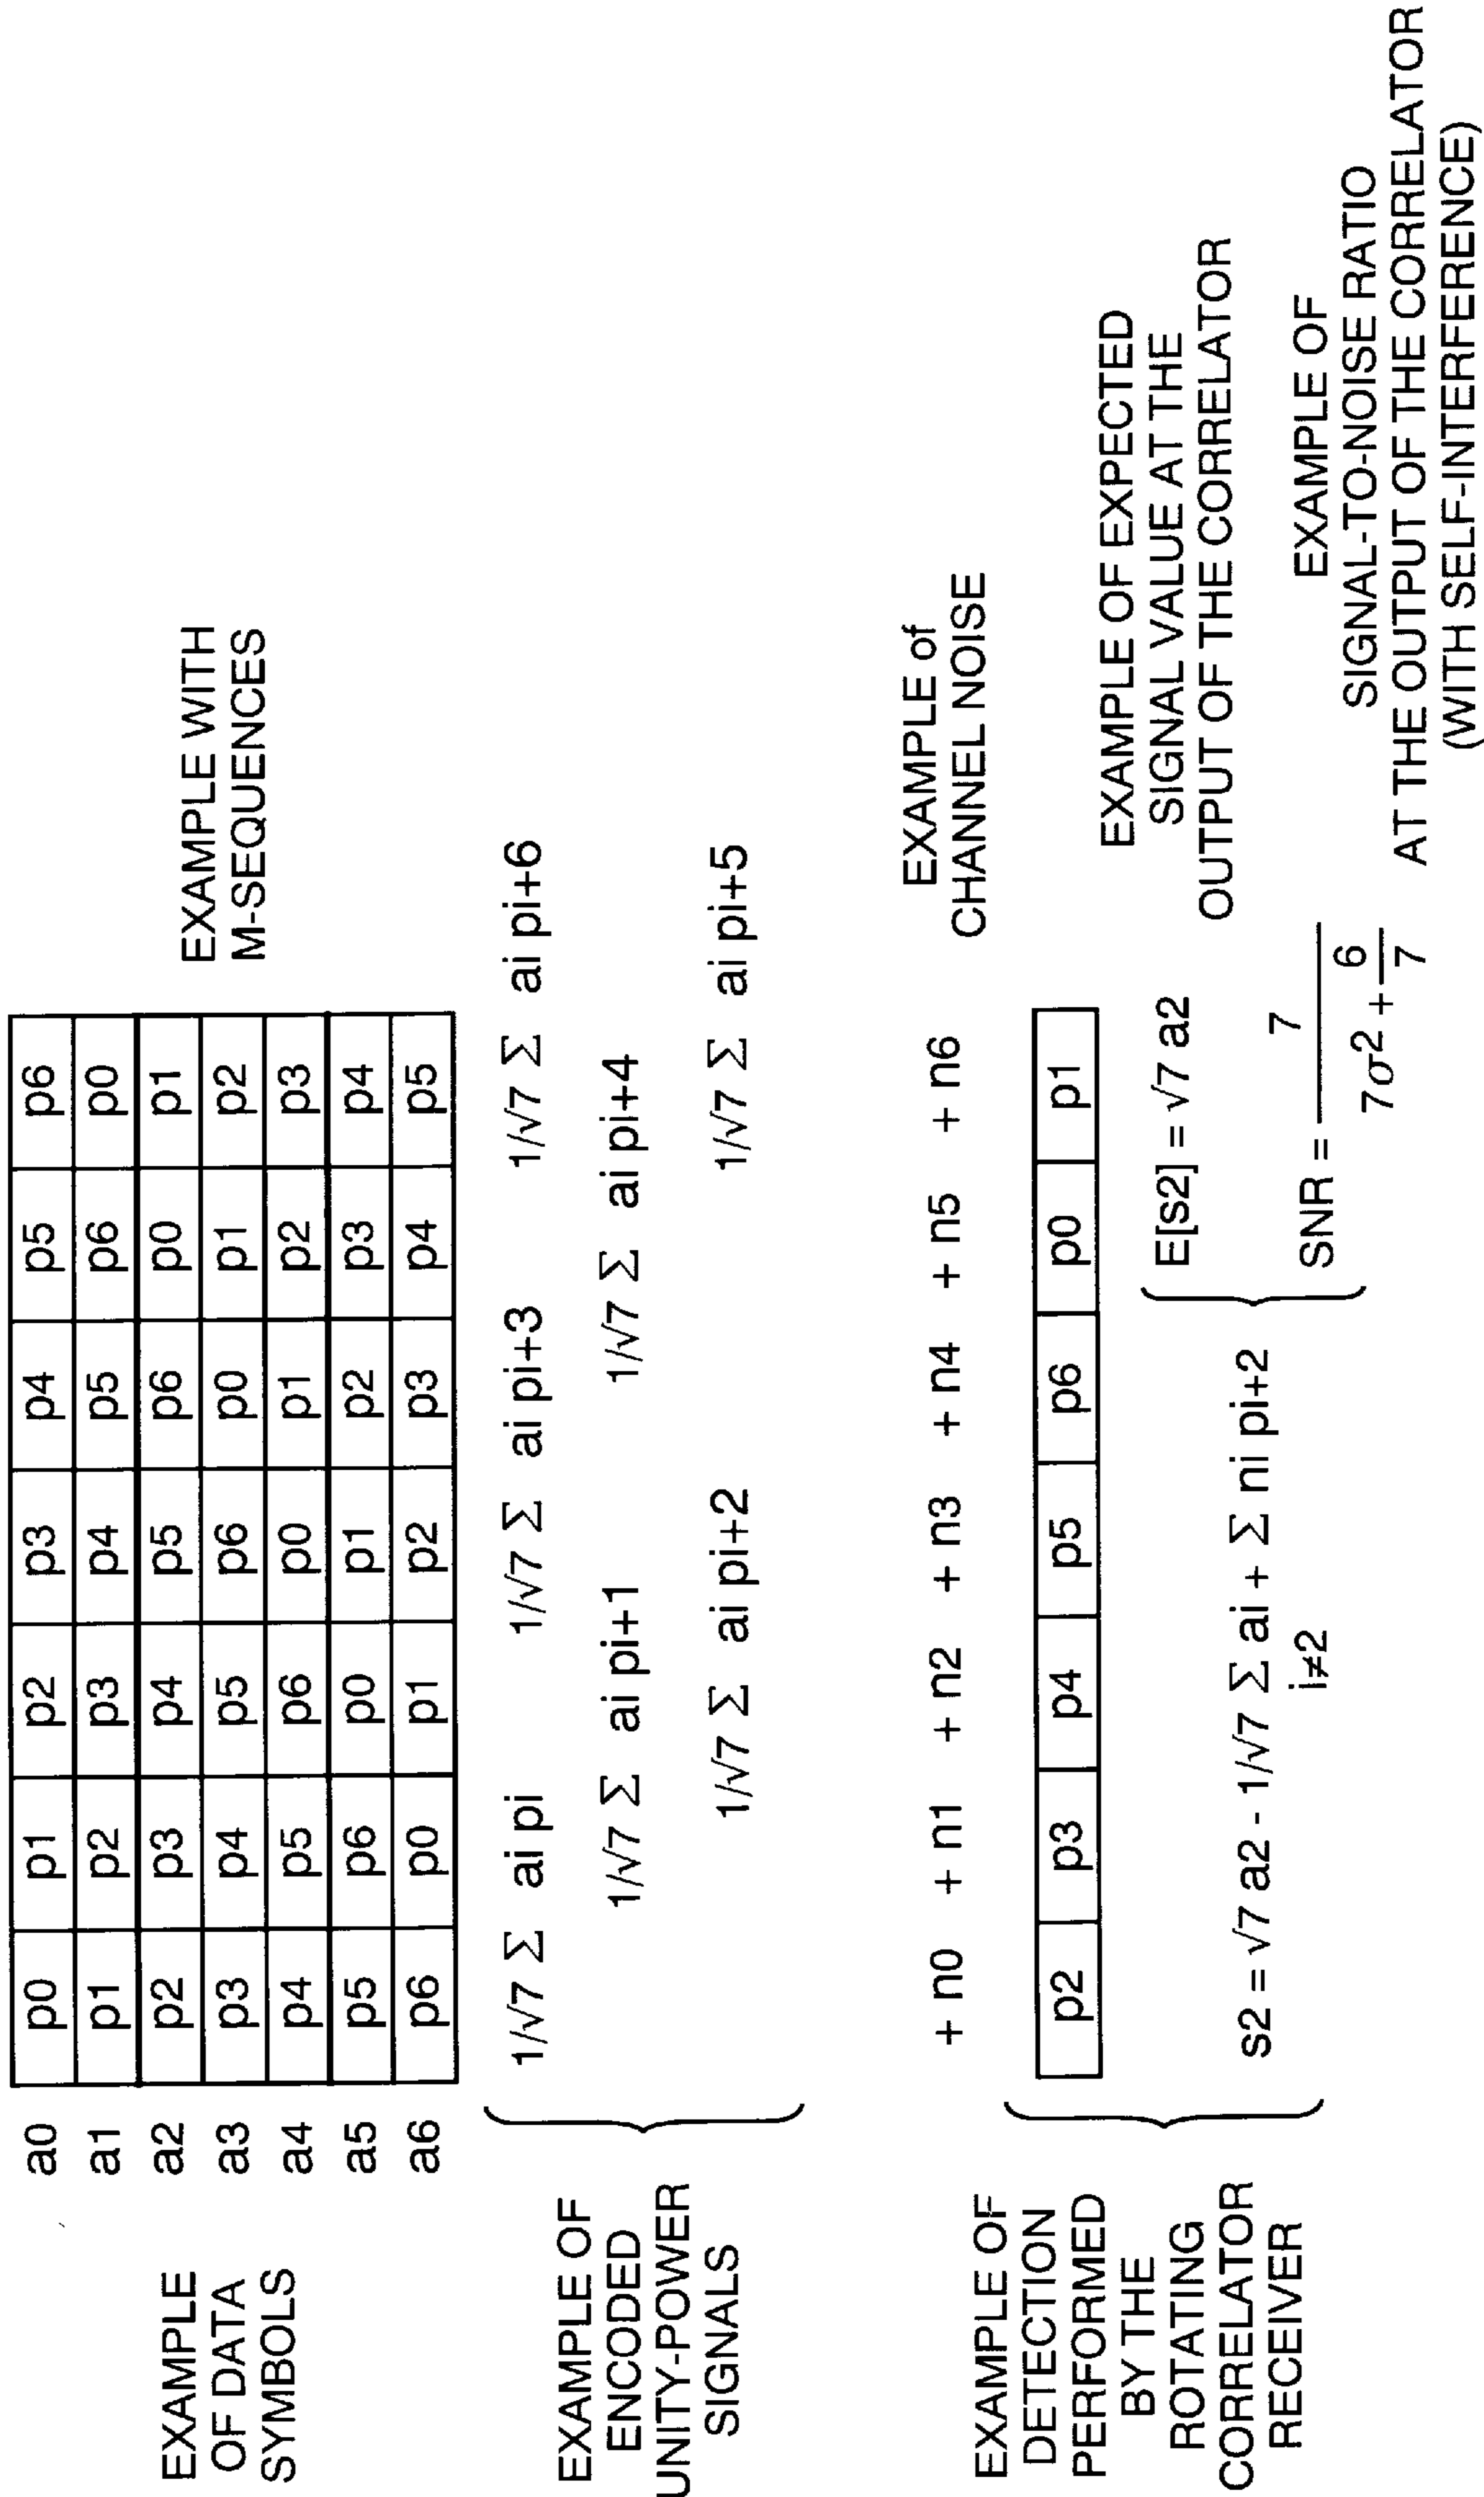 EXAMPLE
OF DATA
SYMBOLS
a0 p0 p1 p2 p3 p4 p5 p6
a1 p1 p2 p3 p4 p5 p6 p0
a2 p2 p3 p4 p5 p6 p0 p1
a3 p3 p4 p5 p6 p0 p1 p2
a4 p4 p5 p6 p0 p1 p2 p3
a5 p5 p6 p0 p1 p2 p3 p4
a6 p6 p0 p1 p2 p3 p4 p5
EXAMPLE WITH
M-SEQUENCES
EXAMPLE OF
ENCODED
UNITY-POWER
SIGNALS
1/√7 Σ ai pi 1/√7 Σ ai pi+3 1/√7 Σ ai pi+6
1/√7 Σ ai pi+1 1/√7 Σ ai pi+4
1/√7 Σ ai pi+2 1/√7 Σ ai pi+5
+ n0 + n1 + n2 + n3 + n4 + n5 + n6
EXAMPLE of
CHANNEL NOISE
EXAMPLE OF
DETECTION
PERFORMED
BY THE
ROTATING
CORRELATOR
RECEIVER
p2 p3 p4 p5 p6 p0 p1
s2 = √7 a2 - 1/√7 Σ ai + Σ ni pi+2
i≠2
E[s2] = √7 a2
EXAMPLE OF EXPECTED
SIGNAL VALUE AT THE
OUTPUT OF THE CORRELATOR
SNR = 7 / (7σ² + 6/7)
EXAMPLE OF
SIGNAL-TO-NOISE RATIO
AT THE OUTPUT OF THE CORRELATOR
(WITH SELF-INTERFERENCE)